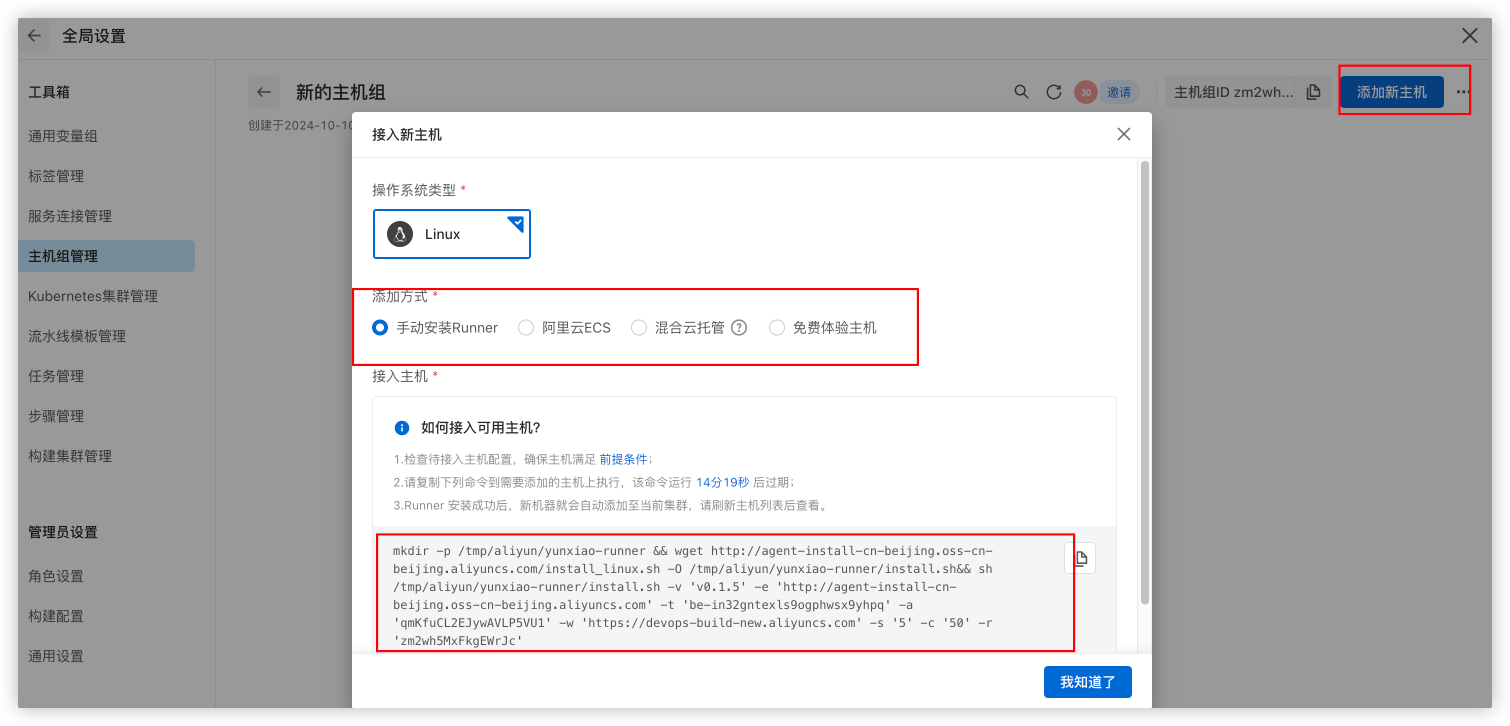 全局设置
工具箱
通用变量组
标签管理
服务连接管理
主机组管理
Kubernetes集群管理
流水线模板管理
任务管理
步骤管理
构建集群管理
管理员设置
角色设置
构建配置
通用设置
新的主机组
30 邀请
主机组ID zm2wh...
添加新主机
创建于2024-10-10
接入新主机
操作系统类型 *
Linux
添加方式 *
手动安装Runner 阿里云ECS 混合云托管 ? 免费体验主机
接入主机 *
如何接入可用主机?
1.检查待接入主机配置，确保主机满足 前提条件；
2.请复制下列命令到需要添加的主机上执行，该命令运行 14分19秒 后过期；
3.Runner 安装成功后，新机器就会自动添加至当前集群，请刷新主机列表后查看。
mkdir -p /tmp/aliyun/yunxiao-runner && wget http://agent-install-cn-
beijing.oss-cn-beijing.aliyuncs.com/install_linux.sh -O /tmp/aliyun/yunxiao-runner/install.sh&& sh
/tmp/aliyun/yunxiao-runner/install.sh -v 'v0.1.5' -e 'http://agent-install-cn-
beijing.oss-cn-beijing.aliyuncs.com' -t 'be-in32gntexls9ogphwsx9yhpq' -a
'qmKfuCL2EJywAVLP5VU1' -w 'https://devops-build-new.aliyuncs.com' -s '5' -c '50' -r
'zm2wh5MxFkgEWrJc'
我知道了